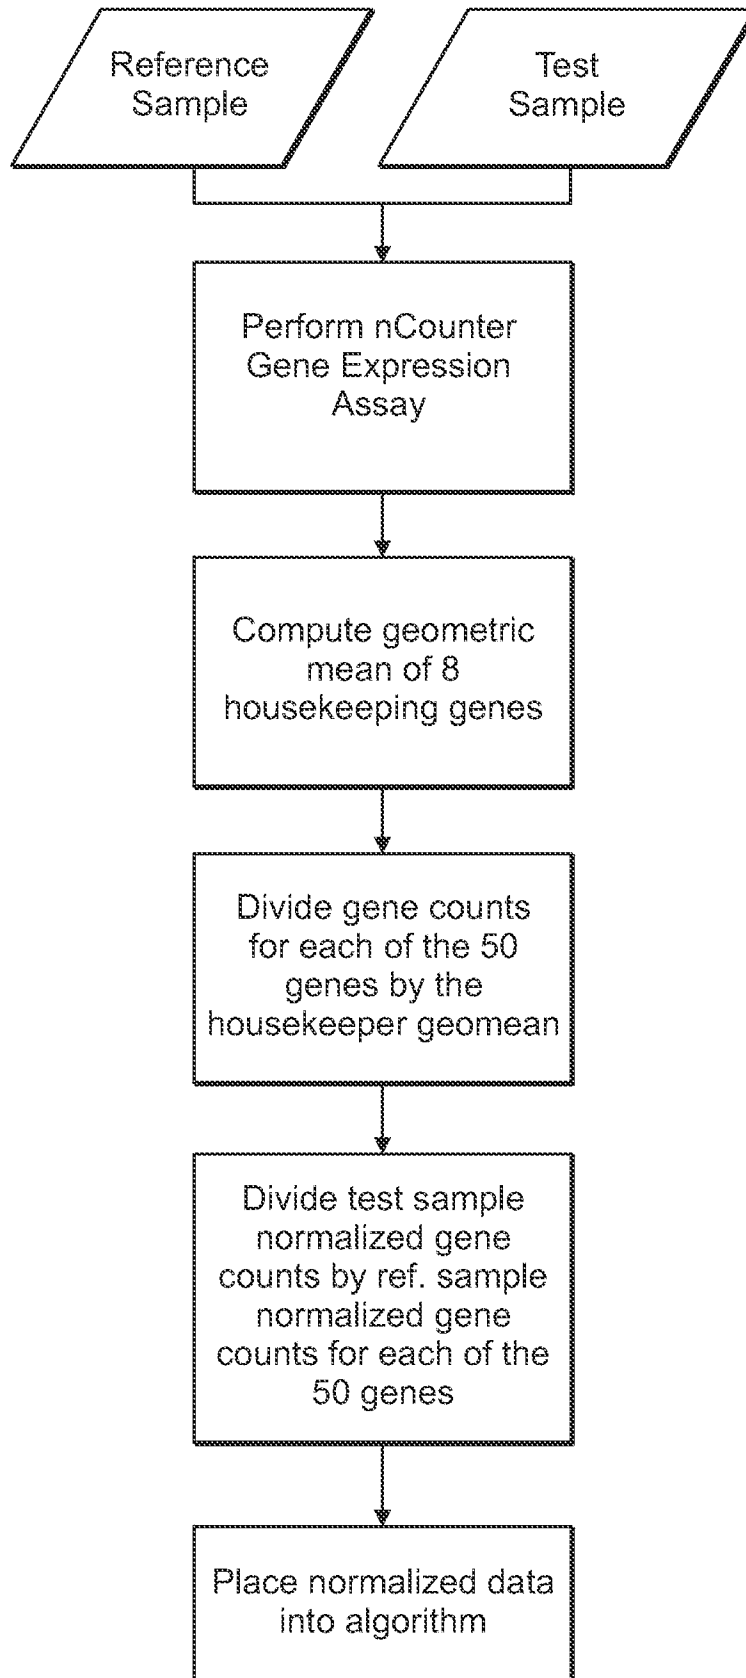 Reference
Sample
Test
Sample
Perform nCounter
Gene Expression
Assay
Compute geometric
mean of 8
housekeeping genes
Divide gene counts
for each of the 50
genes by the
housekeeper geomean
Divide test sample
normalized gene
counts by ref. sample
normalized gene
counts for each of the
50 genes
Place normalized data
into algorithm